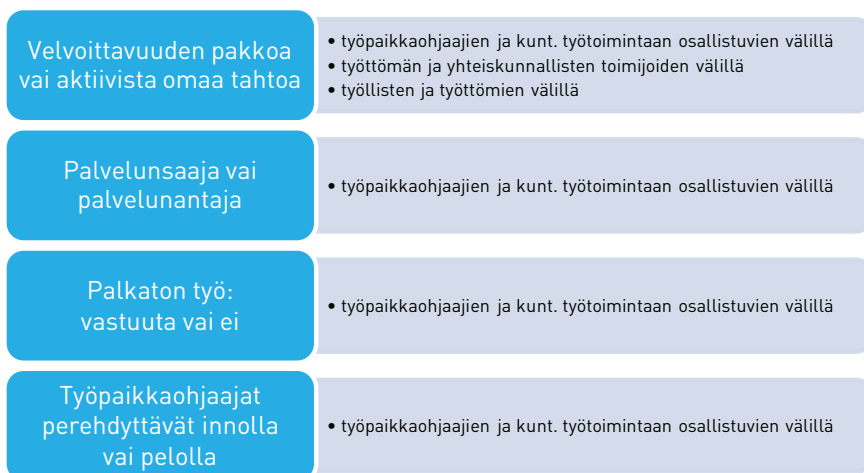 Velvoittavuuden pakkoa
vai aktiivista omaa tahtoa
• työpaikkaohjaajien ja kunt. työtoimintaan osallistuvien välillä
• työttömän ja yhteiskunnallisten toimijoiden välillä
• työllisten ja työttömien välillä
Palvelunsaaja vai
palvelunantaja
• työpaikkaohjaajien ja kunt. työtoimintaan osallistuvien välillä
Palkaton työ:
vastuuta vai ei
• työpaikkaohjaajien ja kunt. työtoimintaan osallistuvien välillä
Työpaikkaohjaajat
perehdyttävät innolla
vai pelolla
• työpaikkaohjaajien ja kunt. työtoimintaan osallistuvien välillä